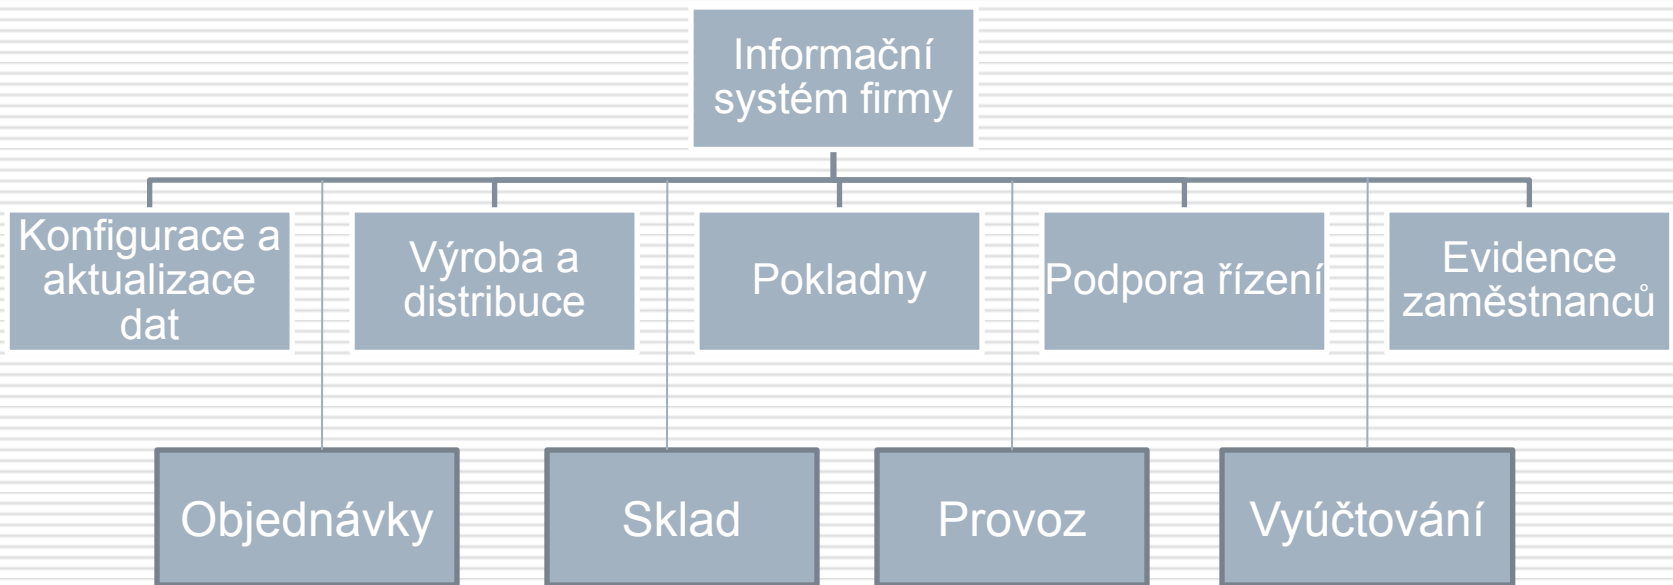 Informační
systém firmy
Konfigurace a
aktualizace
dat
Výroba a
distribuce
Pokladny
Podpora řízení
Evidence
zaměstnanců
Objednávky
Sklad
Provoz
Vyúčtování